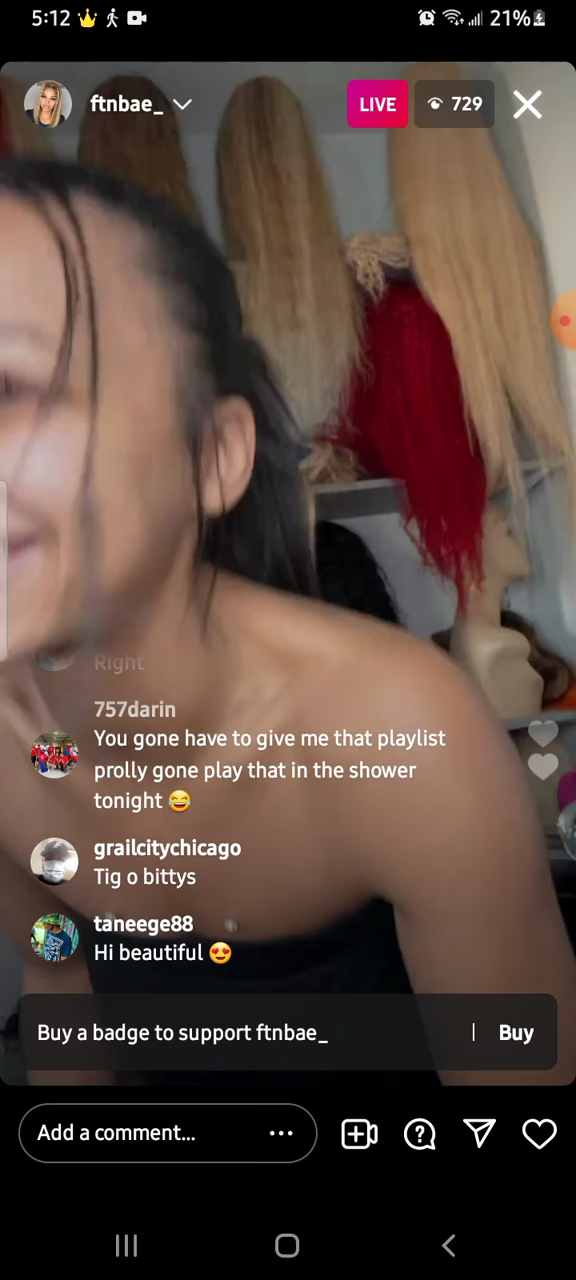 5:12 21%
ftnbae_ LIVE 729
Right
757darin
You gone have to give me that playlist
prolly gone play that in the shower
tonight 😂
grailcitychicago
Tig o bittys
taneege88
Hi beautiful 😍
Buy a badge to support ftnbae_ | Buy
Add a comment...